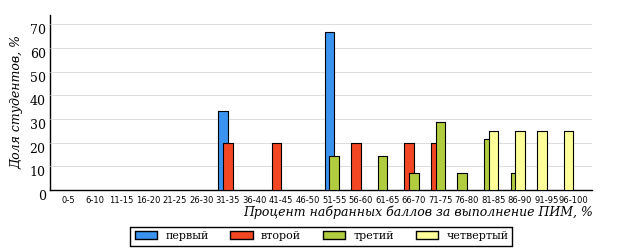 Доля студентов, %
70
60
50
40
30
20
10
0
0-5 6-10 11-15 16-20 21-25 26-30 31-35 36-40 41-45 46-50 51-55 56-60 61-65 66-70 71-75 76-80 81-85 86-90 91-95 96-100
Процент набранных баллов за выполнение ПИМ, %
первый второй третий четвертый